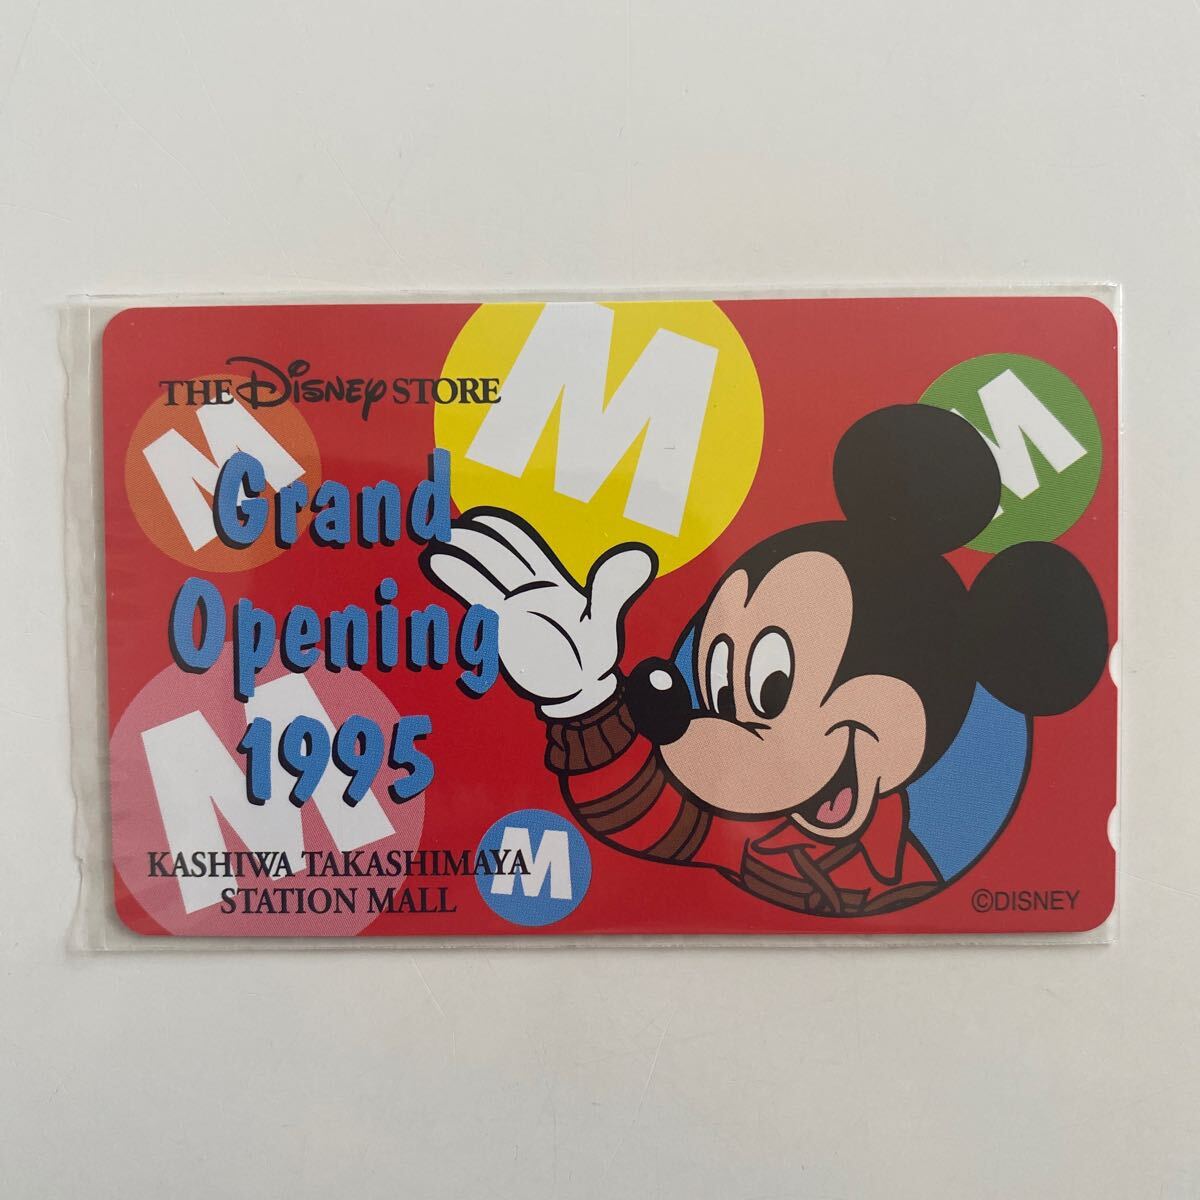 THE Disney STORE
M
M
M
Grand
Opening
1995
M
M
KASHIWA TAKASHIMAYA
STATION MALL
©DISNEY